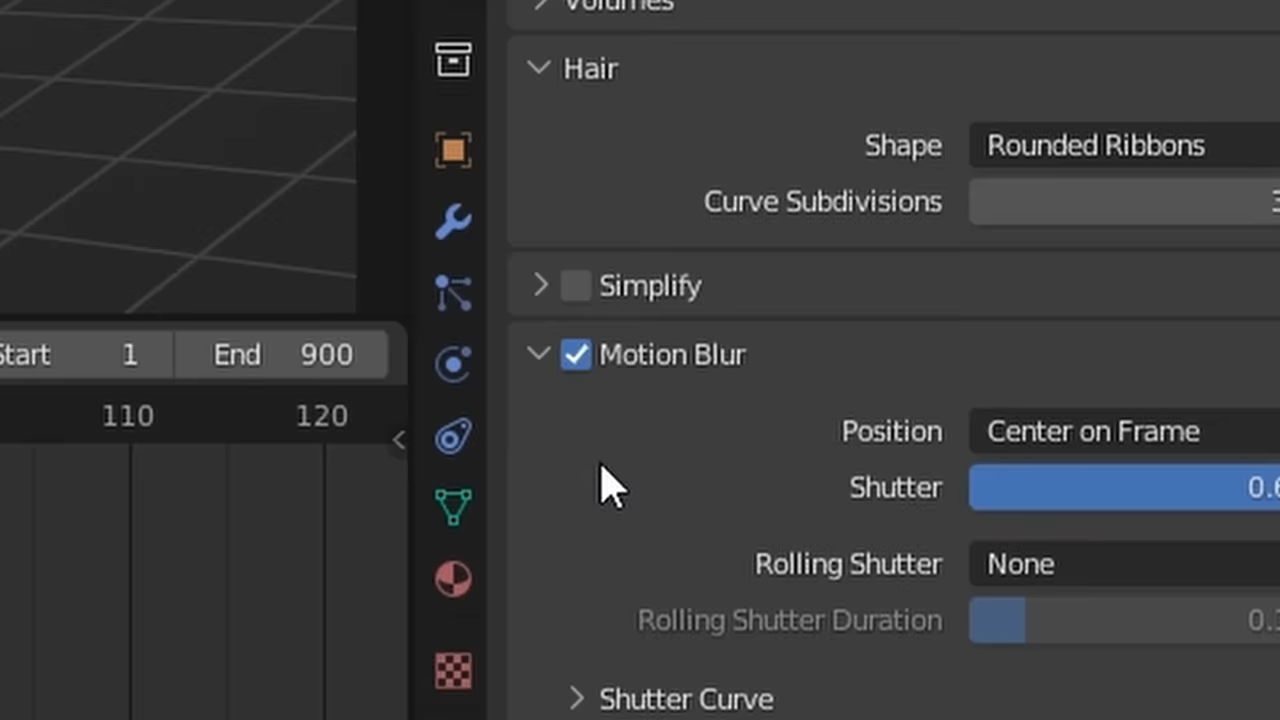 Volumes
Hair
Shape Rounded Ribbons
Curve Subdivisions
Simplify
Start 1 End 900
Motion Blur
110 120
Position Center on Frame
Shutter
Rolling Shutter None
Rolling Shutter Duration
Shutter Curve